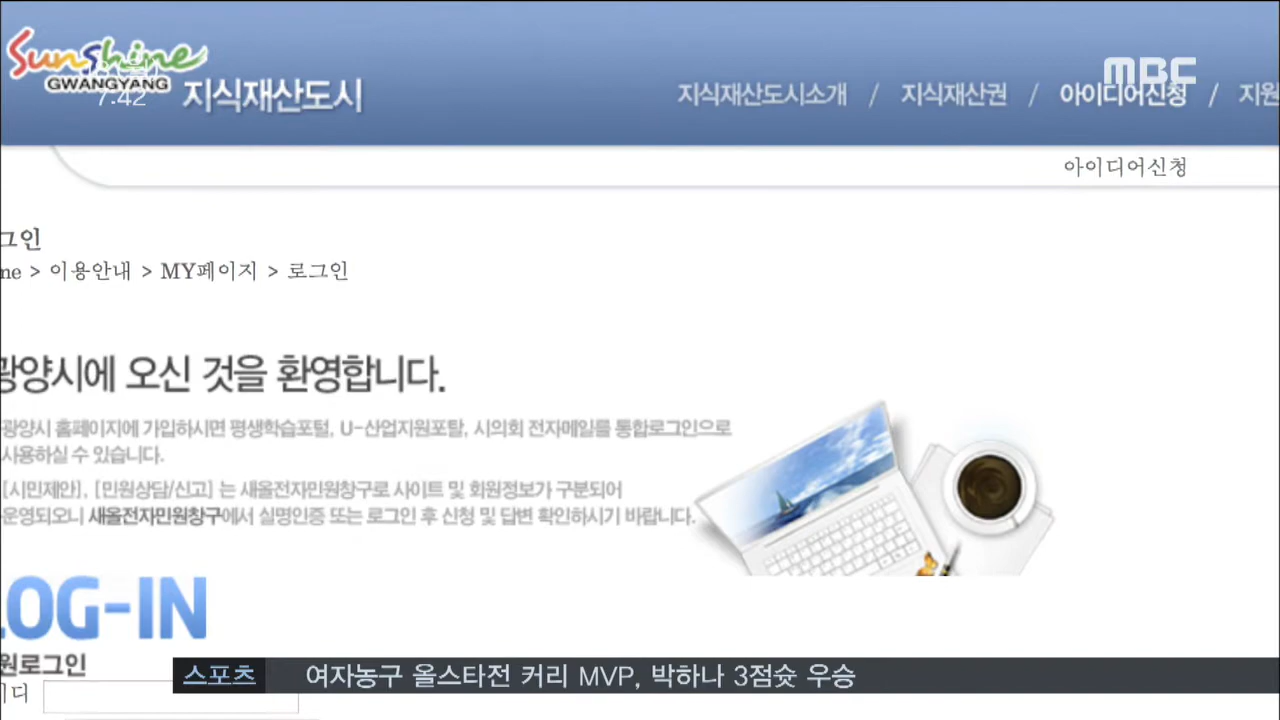 Sunshine
GWANGYANG
7:42
지식재산도시
MBC
지식재산도시소개 / 지식재산권 / 아이디어신청 / 지원
아이디어신청
그인
ne > 이용안내 > MY페이지 > 로그인
광양시에 오신 것을 환영합니다.
광양시 홈페이지에 가입하시면 평생학습포털, U-산업지원포탈, 시의회 전자메일를 통합로그인으로
사용하실 수 있습니다.
[시민제안], [민원상담/신고] 는 새올전자민원창구로 사이트 및 회원정보가 구분되어
운영되오니 새올전자민원창구에서 실명인증 또는 로그인 후 신청 및 답변 확인하시기 바랍니다.
LOG-IN
원로그인
이디
스포츠 여자농구 올스타전 커리 MVP, 박하나 3점슛 우승